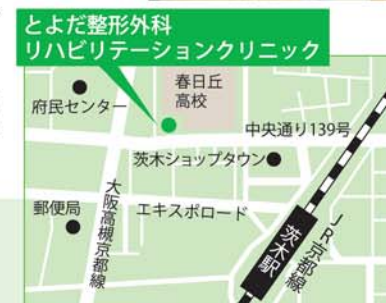 とよだ整形外科
リハビリテーションクリニック
春日丘
高校
府民センター
中央通り139号
茨木ショップタウン
郵便局
エキスポロード
大阪高槻京都線
茨木駅
JR京都線